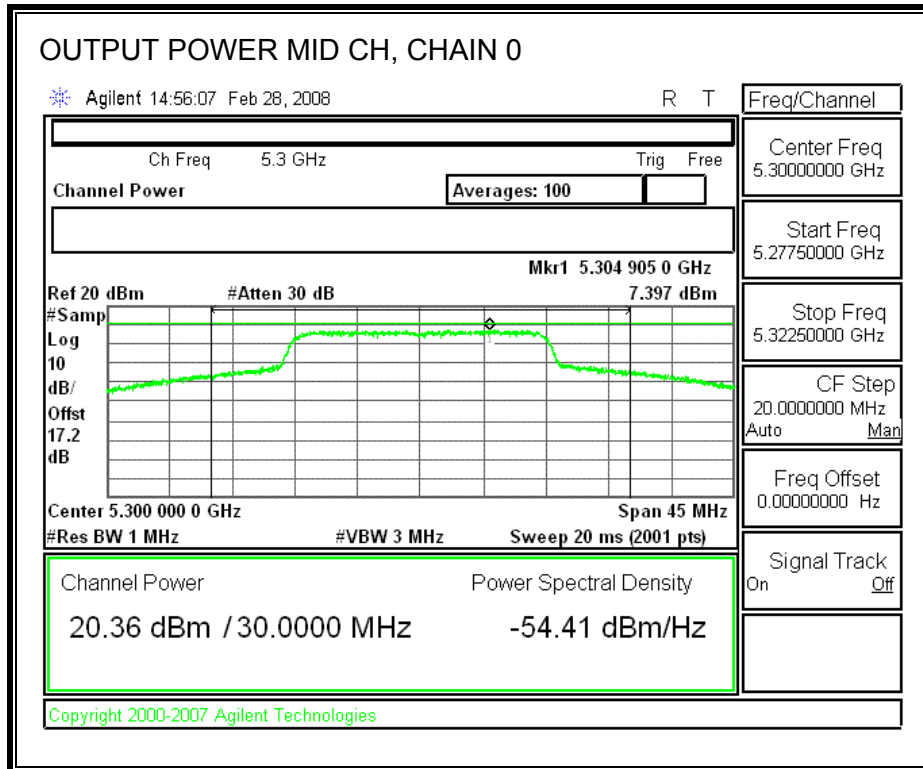 OUTPUT POWER MID CH, CHAIN 0
Agilent 14:56:07 Feb 28, 2008 R T
Ch Freq 5.3 GHz Trig Free
Channel Power Averages: 100
Mkr1 5.304 905 0 GHz
Ref 20 dBm #Atten 30 dB 7.397 dBm
#Samp
Log
10
dB/
Offst
17.2
dB
Center 5.300 000 0 GHz Span 45 MHz
#Res BW 1 MHz #VBW 3 MHz Sweep 20 ms (2001 pts)
Channel Power Power Spectral Density
20.36 dBm / 30.0000 MHz -54.41 dBm/Hz
Copyright 2000-2007 Agilent Technologies
Freq/Channel
Center Freq
5.30000000 GHz
Start Freq
5.27750000 GHz
Stop Freq
5.32250000 GHz
CF Step
20.0000000 MHz
Auto Man
Freq Offset
0.00000000 Hz
Signal Track
On Off